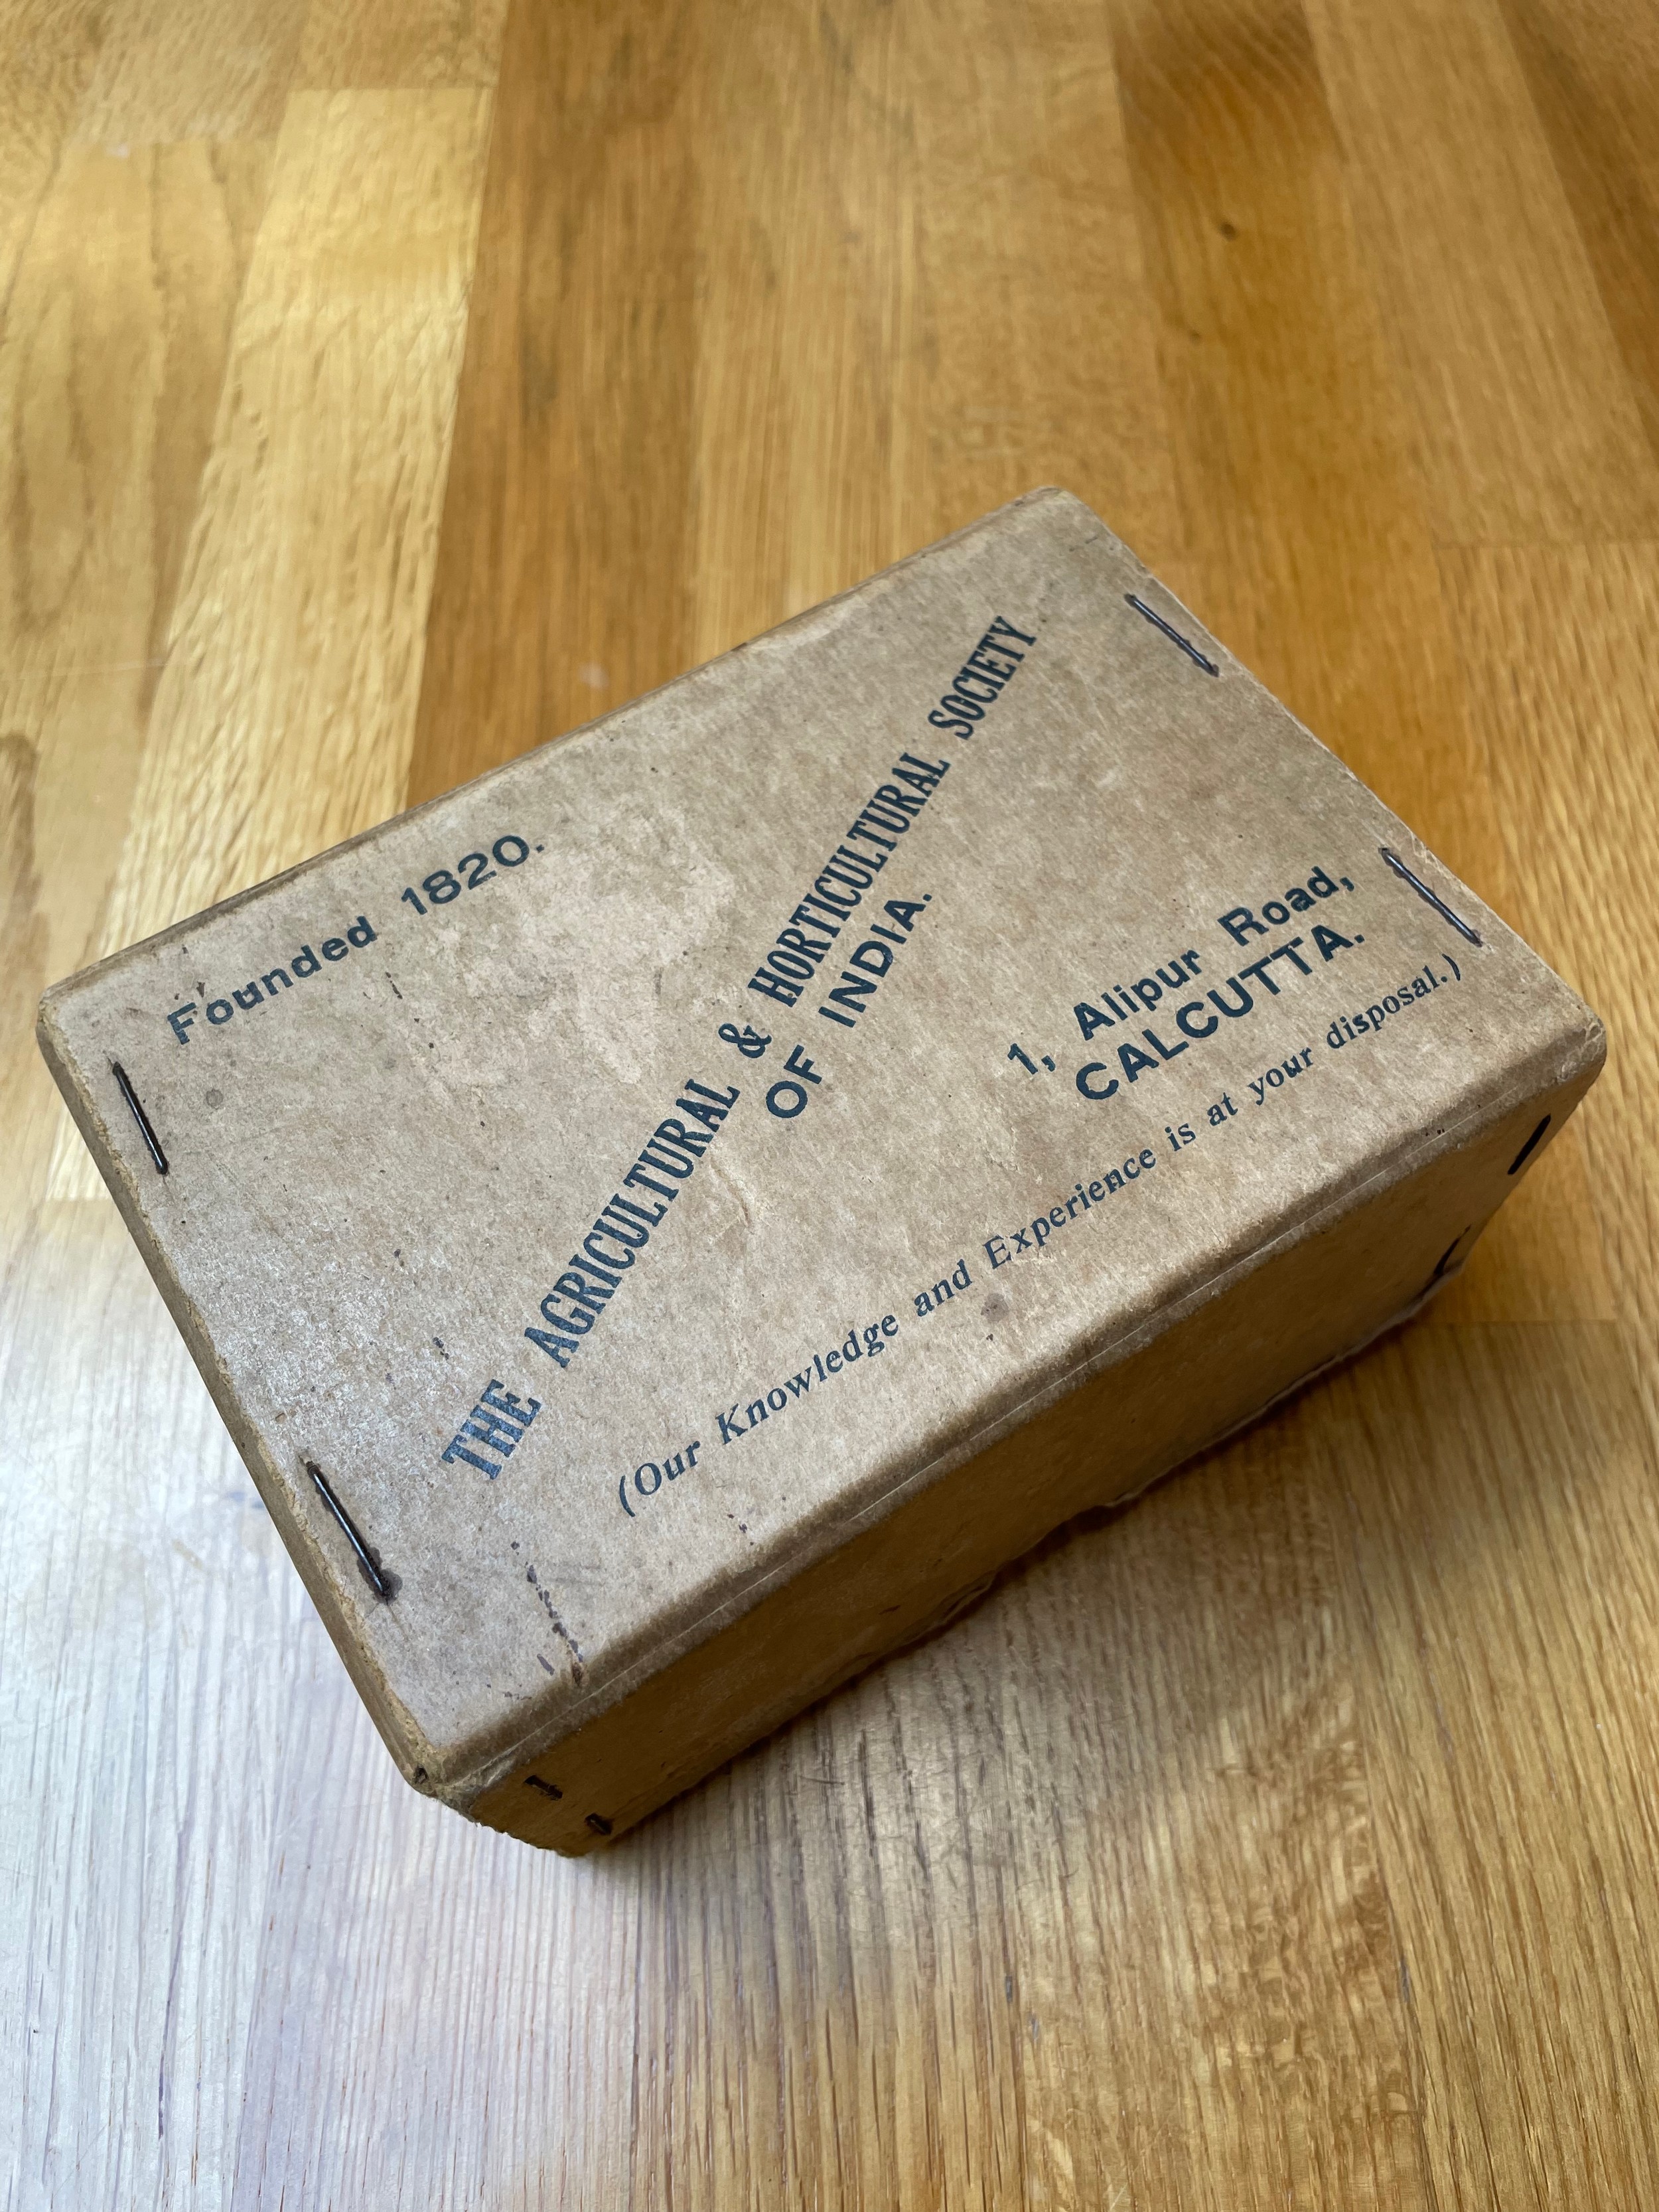 Founded 1820.
THE AGRICULTURAL & HORTICULTURAL SOCIETY
OF INDIA.
1, Alipur Road,
CALCUTTA.
(Our Knowledge and Experience is at your disposal.)